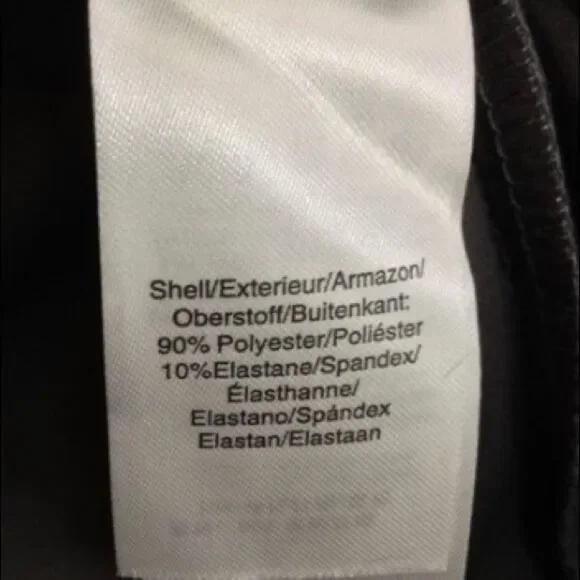 Shell/Exterieur/Armazon/
Oberstoff/Buitenkant:
90% Polyester/Poliéster
10%Elastane/Spandex/
Élasthanne/
Elastano/Spándex
Elastan/Elastaan